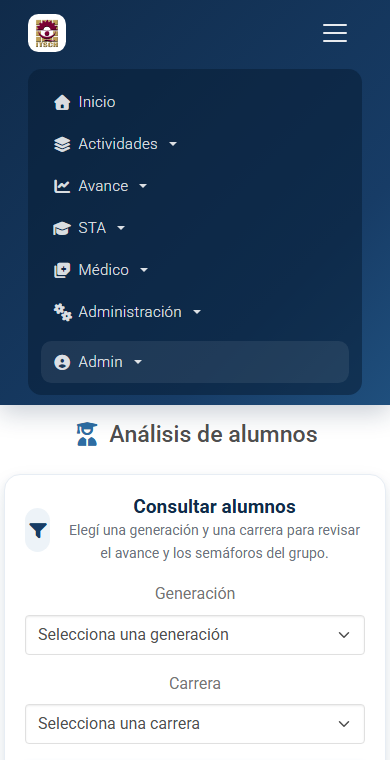 ITSCH
Inicio
Actividades
Avance
STA
Médico
Administración
Admin
Análisis de alumnos
Consultar alumnos
Elegí una generación y una carrera para revisar
el avance y los semáforos del grupo.
Generación
Selecciona una generación
Carrera
Selecciona una carrera